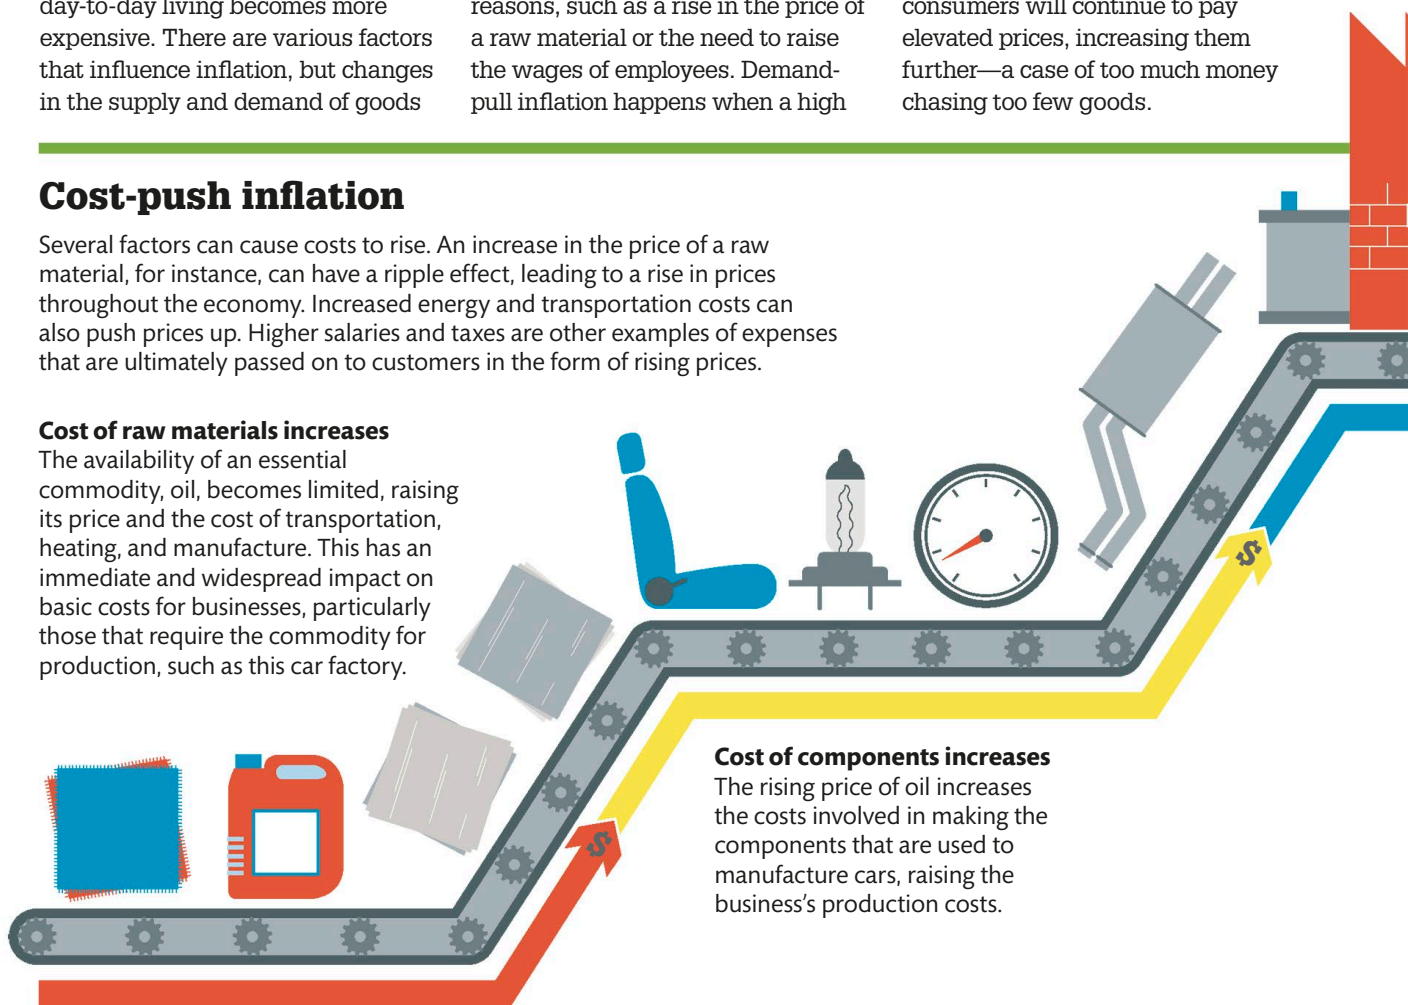 day-to-day living becomes more
expensive. There are various factors
that influence inflation, but changes
in the supply and demand of goods
reasons, such as a rise in the price of
a raw material or the need to raise
the wages of employees. Demand-
pull inflation happens when a high
consumers will continue to pay
elevated prices, increasing them
further—a case of too much money
chasing too few goods.
Cost-push inflation
Several factors can cause costs to rise. An increase in the price of a raw
material, for instance, can have a ripple effect, leading to a rise in prices
throughout the economy. Increased energy and transportation costs can
also push prices up. Higher salaries and taxes are other examples of expenses
that are ultimately passed on to customers in the form of rising prices.
Cost of raw materials increases
The availability of an essential
commodity, oil, becomes limited, raising
its price and the cost of transportation,
heating, and manufacture. This has an
immediate and widespread impact on
basic costs for businesses, particularly
those that require the commodity for
production, such as this car factory.
$
$
Cost of components increases
The rising price of oil increases
the costs involved in making the
components that are used to
manufacture cars, raising the
business's production costs.